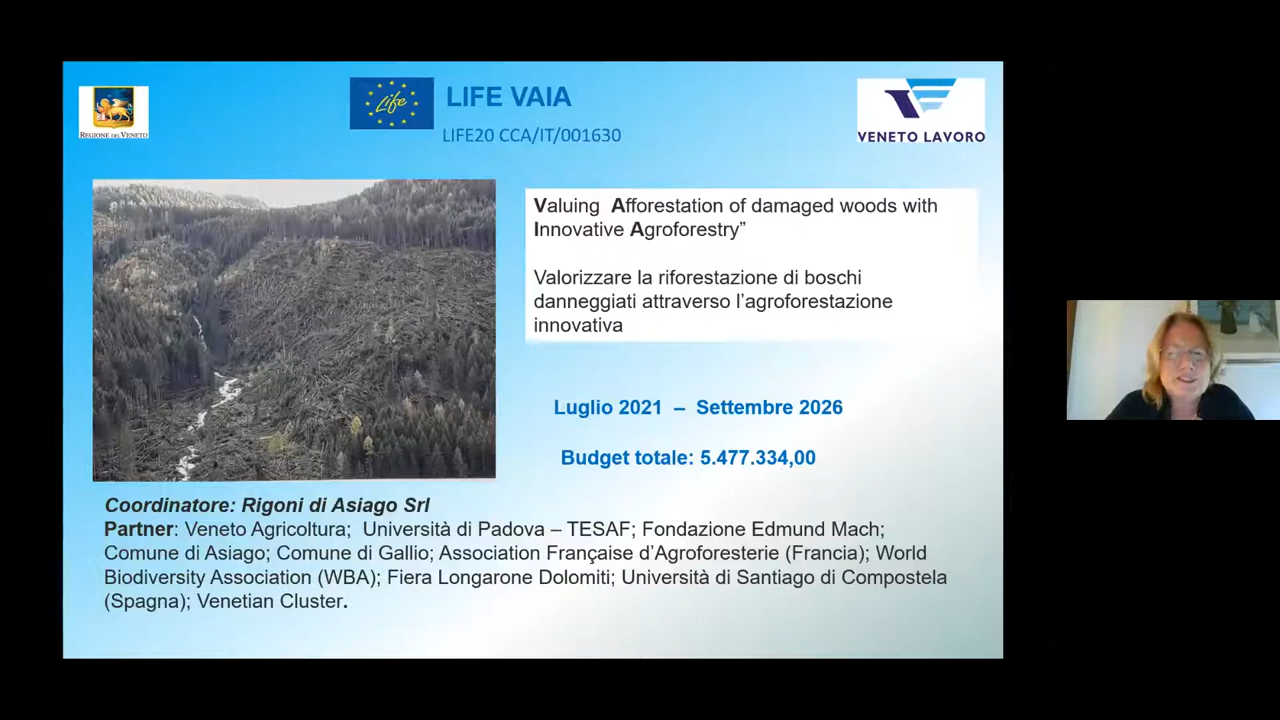 LIFE VAIA
Life
LIFE20 CCA/IT/001630
REGIONE DEL VENETO
VENETO LAVORO
Valuing Afforestation of damaged woods with
Innovative Agroforestry”
Valorizzare la riforestazione di boschi
danneggiati attraverso l’agroforestazione
innovativa
Luglio 2021 – Settembre 2026
Budget totale: 5.477.334,00
Coordinatore: Rigoni di Asiago Srl
Partner: Veneto Agricoltura; Università di Padova – TESAF; Fondazione Edmund Mach;
Comune di Asiago; Comune di Gallio; Association Française d’Agroforesterie (Francia); World
Biodiversity Association (WBA); Fiera Longarone Dolomiti; Università di Santiago di Compostela
(Spagna); Venetian Cluster.